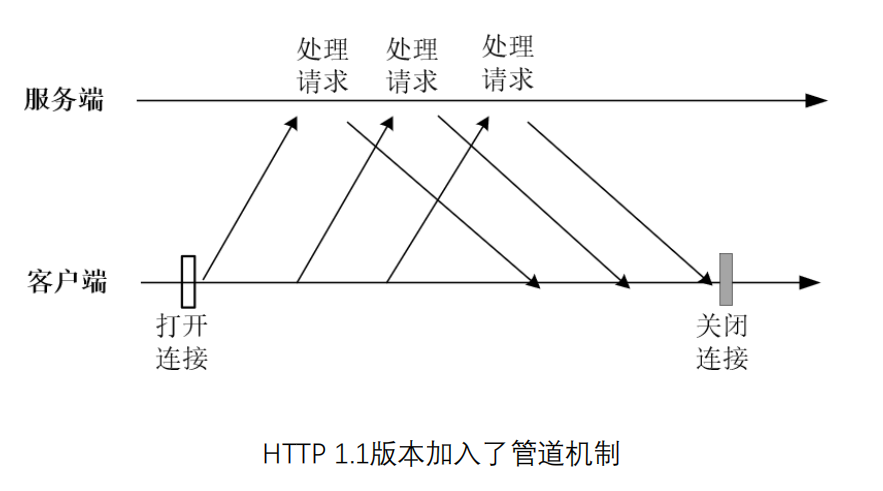 处理 处理 处理
请求 请求 请求
服务端
客户端
打开
连接
关闭
连接
HTTP 1.1版本加入了管道机制